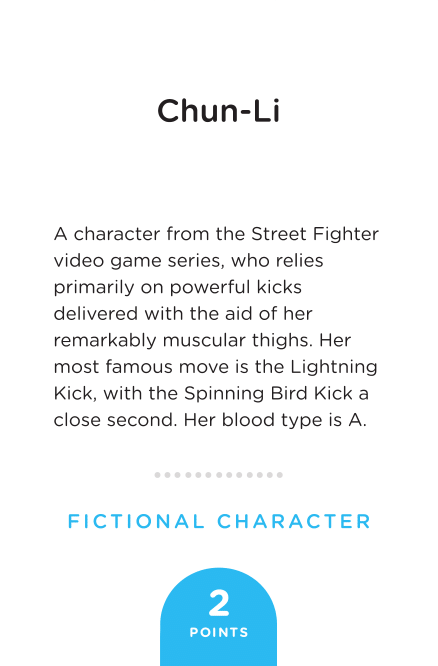 Chun-Li
A character from the Street Fighter
video game series, who relies
primarily on powerful kicks
delivered with the aid of her
remarkably muscular thighs. Her
most famous move is the Lightning
Kick, with the Spinning Bird Kick a
close second. Her blood type is A.
FICTIONAL CHARACTER
2
POINTS